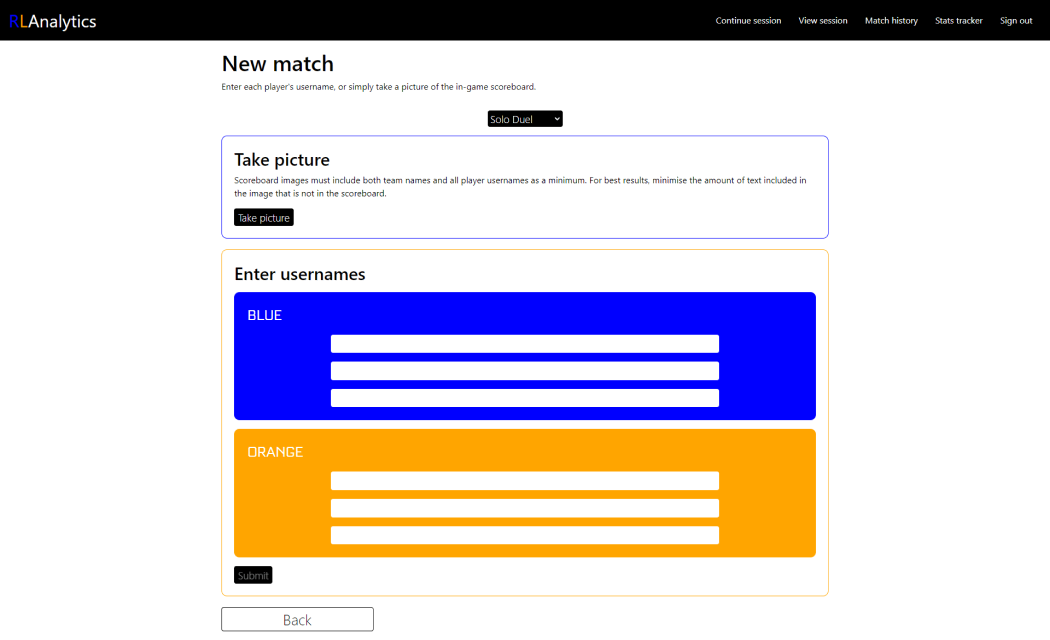 RLAnalytics
Continue session
View session
Match history
Stats tracker
Sign out
New match
Enter each player's username, or simply take a picture of the in-game scoreboard.
Solo Duel
Take picture
Scoreboard images must include both team names and all player usernames as a minimum. For best results, minimise the amount of text included in
the image that is not in the scoreboard.
Take picture
Enter usernames
BLUE
ORANGE
Submit
Back